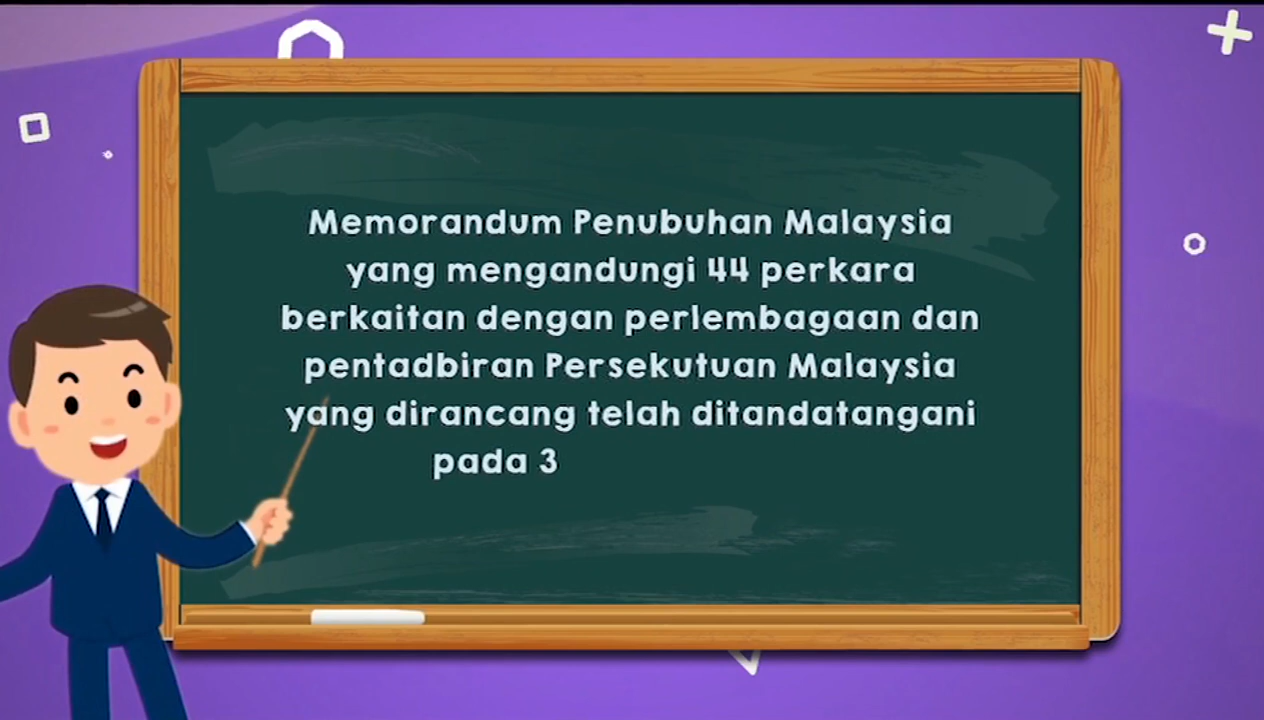 Memorandum Penubuhan Malaysia
yang mengandungi 44 perkara
berkaitan dengan perlembagaan dan
pentadbiran Persekutuan Malaysia
yang dirancang telah ditandatangani
pada 3